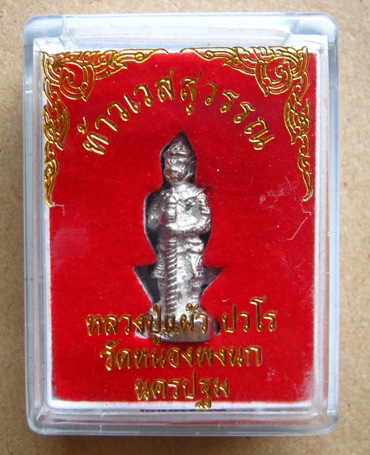 ท้าวเวสสุวรรณ
หลวงปู่แผ้ว ปวโร
วัดหนองพงนก
นครปฐม